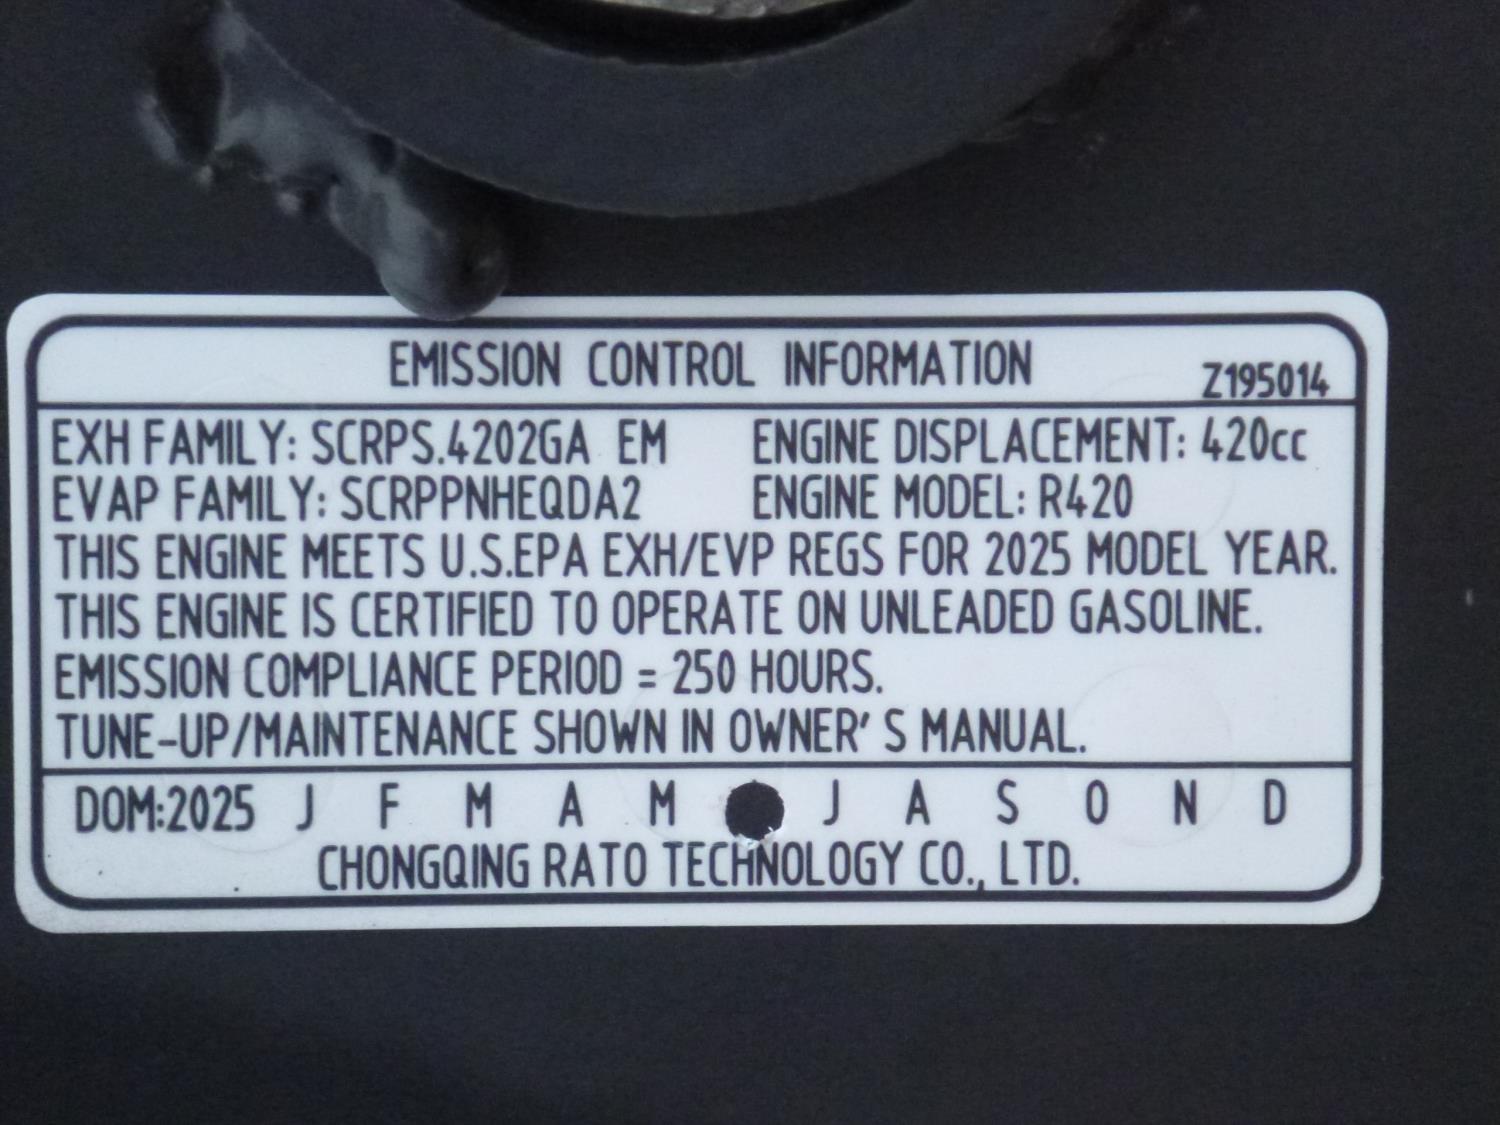 EMISSION CONTROL INFORMATION Z195014
EXH FAMILY: SCRPS.4202GA EM ENGINE DISPLACEMENT: 420cc
EVAP FAMILY: SCRPPNHEQDA2 ENGINE MODEL: R420
THIS ENGINE MEETS U.S.EPA EXH/EVP REGS FOR 2025 MODEL YEAR.
THIS ENGINE IS CERTIFIED TO OPERATE ON UNLEADED GASOLINE.
EMISSION COMPLIANCE PERIOD = 250 HOURS.
TUNE-UP/MAINTENANCE SHOWN IN OWNER' S MANUAL.
DOM:2025 J F M A M J A S O N D
CHONGQING RATO TECHNOLOGY CO., LTD.